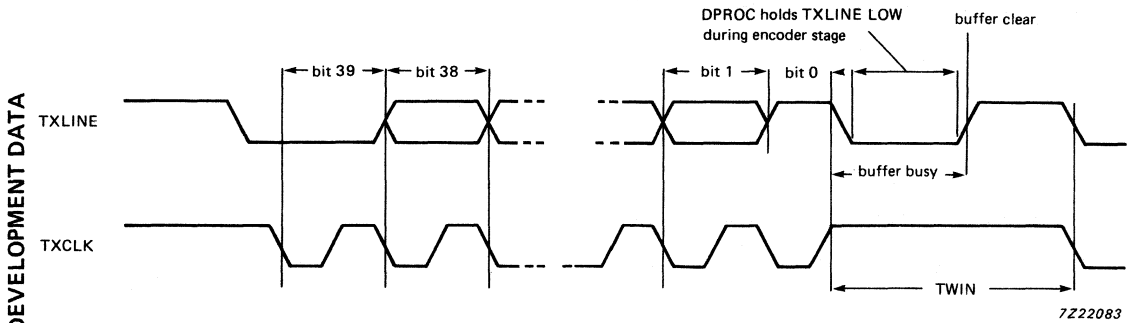 DPROC holds TXLINE LOW
during encoder stage
buffer clear
bit 39
bit 38
bit 1
bit 0
TXLINE
buffer busy
TXCLK
TWIN
7Z22083
DEVELOPMENT DATA